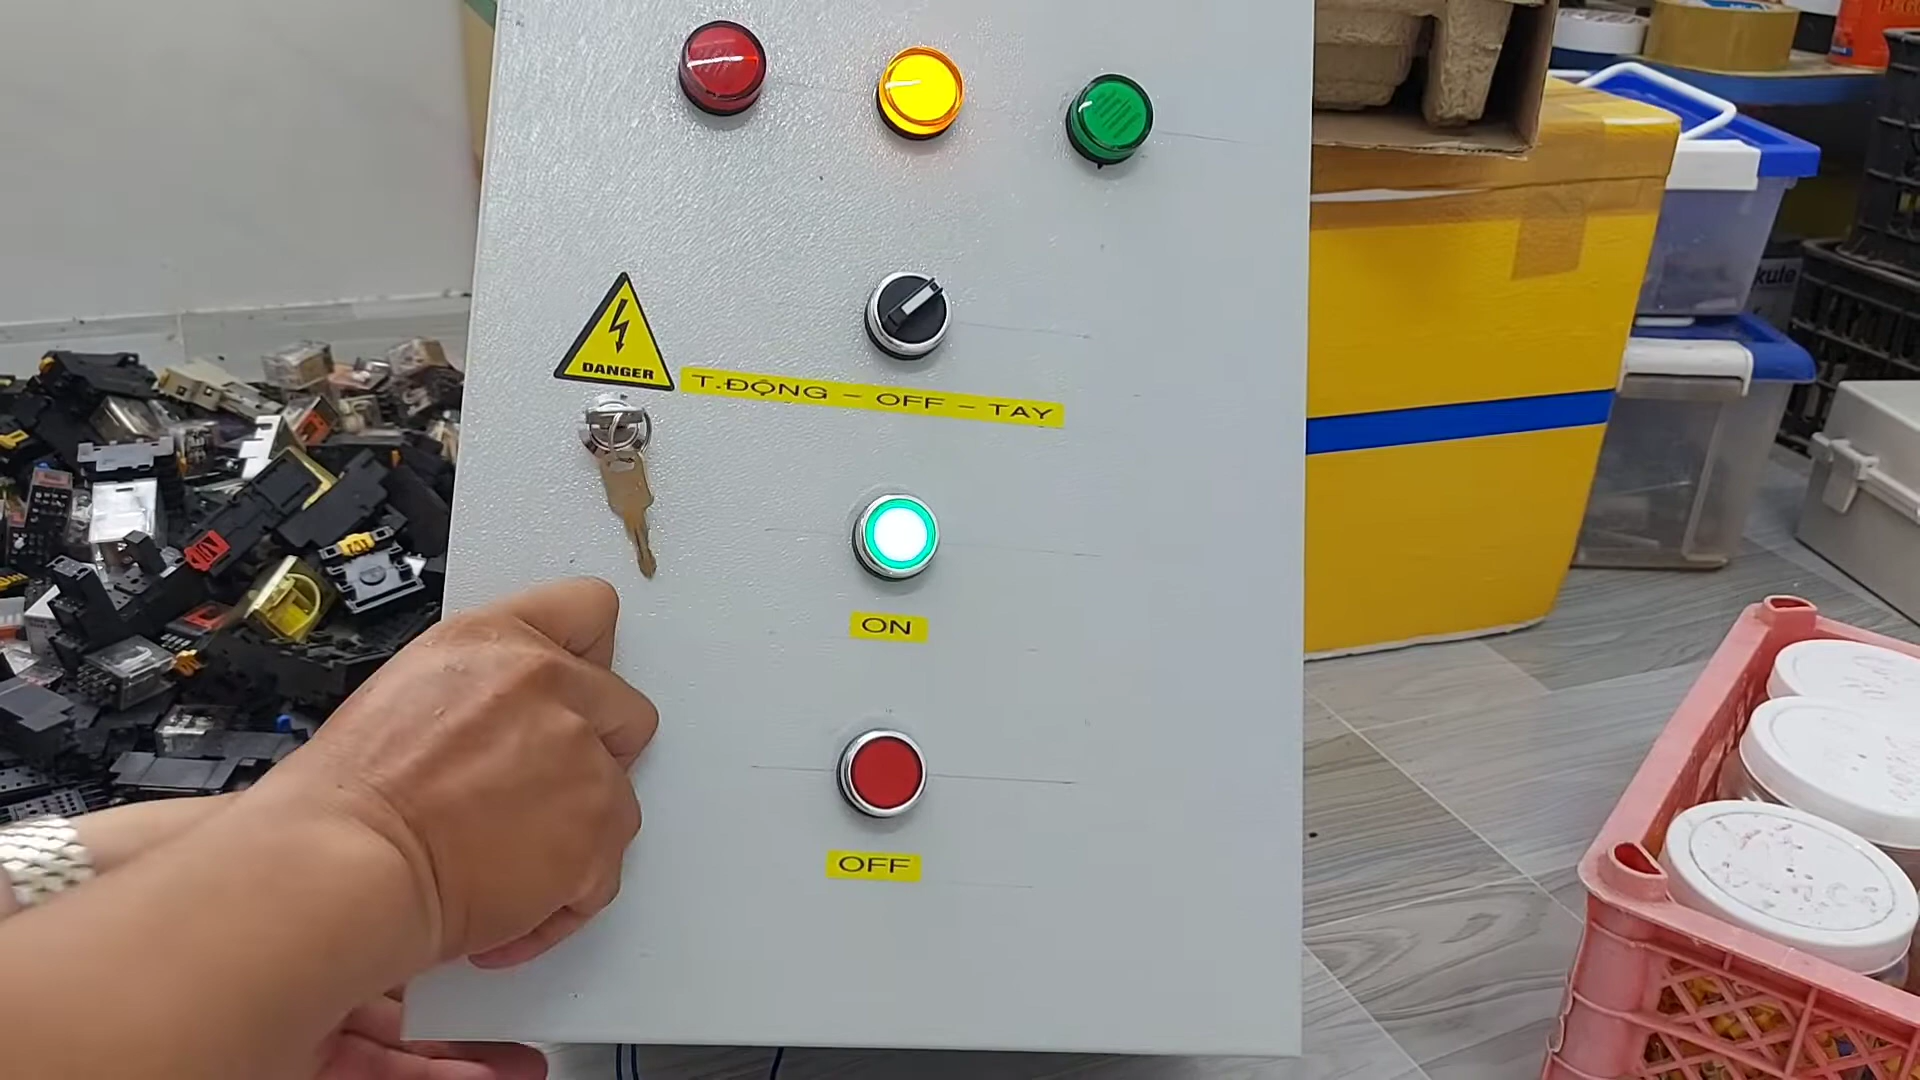 DANGER
T.ĐỘNG - OFF - TAY
ON
OFF